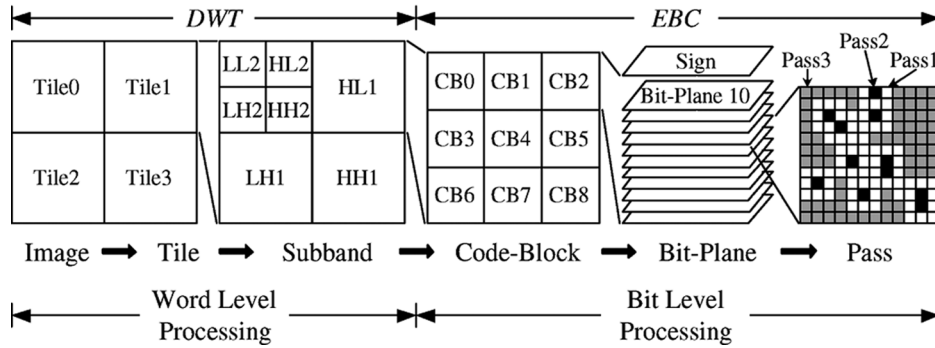 DWT
EBC
Tile0
Tile1
Tile2
Tile3
LL2
HL2
LH2
HH2
HL1
LH1
HH1
CB0
CB1
CB2
CB3
CB4
CB5
CB6
CB7
CB8
Sign
Bit-Plane 10
Pass3
Pass2
Pass1
Image
Tile
Subband
Code-Block
Bit-Plane
Pass
Word Level
Processing
Bit Level
Processing